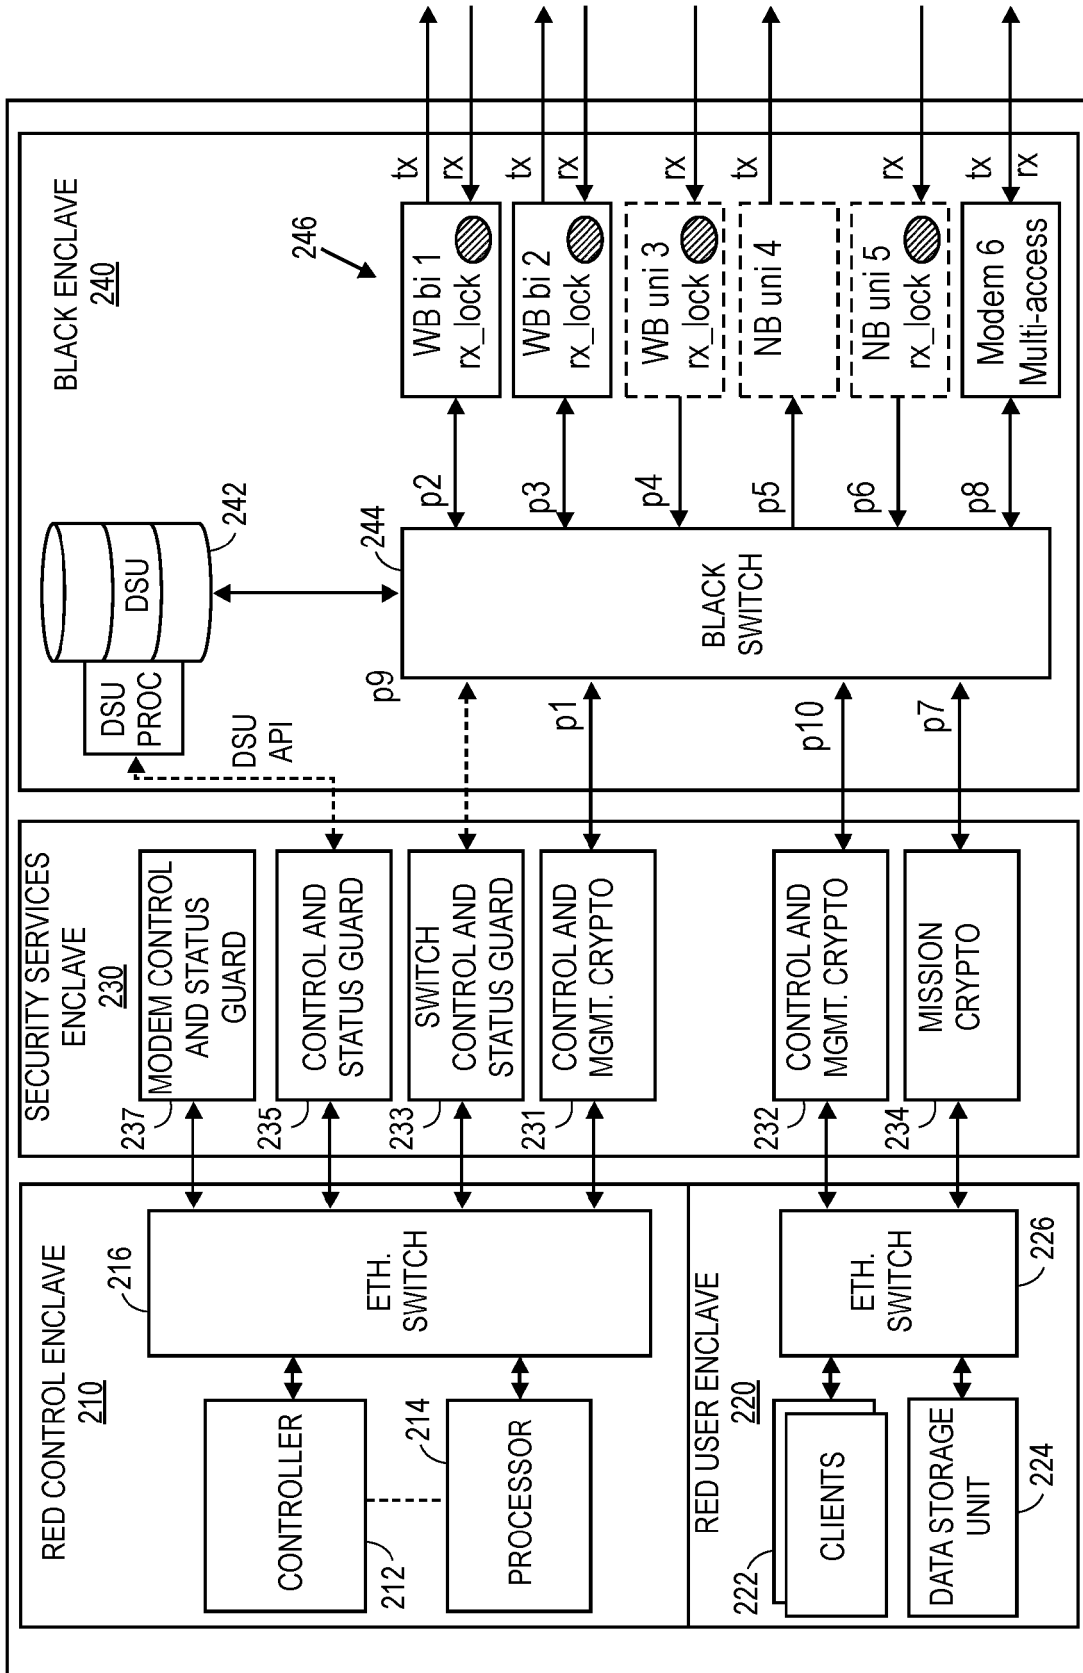 RED CONTROL ENCLAVE
210
CONTROLLER
212
PROCESSOR
214
ETH.
SWITCH
216
RED USER ENCLAVE
220
CLIENTS
222
DATA STORAGE
UNIT
224
ETH.
SWITCH
226
SECURITY SERVICES
ENCLAVE
230
MODEM CONTROL
AND STATUS
GUARD
237
CONTROL AND
STATUS GUARD
235
SWITCH
CONTROL AND
STATUS GUARD
233
CONTROL AND
MGMT. CRYPTO
231
CONTROL AND
MGMT. CRYPTO
232
MISSION
CRYPTO
234
BLACK ENCLAVE
240
DSU
PROC
DSU
242
DSU
API
244
BLACK
SWITCH
p9
p1
p10
p7
p2
p3
p4
p5
p6
p8
246
WB bi 1
rx_lock
tx
rx
WB bi 2
rx_lock
tx
rx
WB uni 3
rx_lock
rx
NB uni 4
tx
NB uni 5
rx_lock
rx
Modem 6
Multi-access
tx
rx